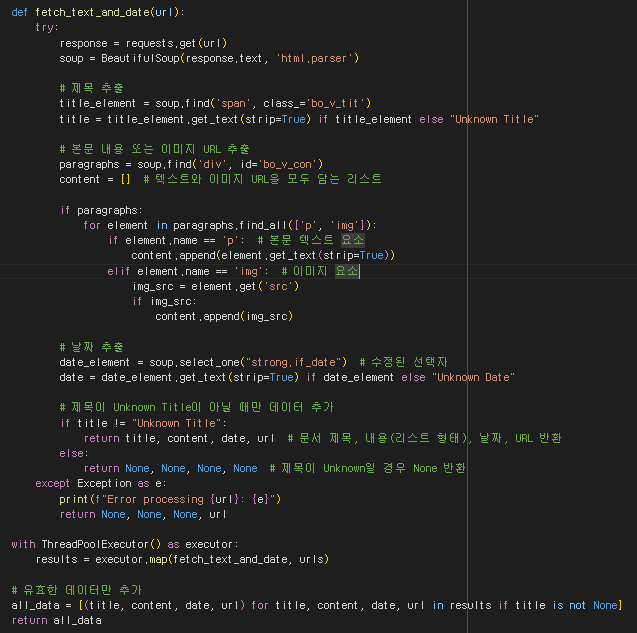 def fetch_text_and_date(url):
    try:
        response = requests.get(url)
        soup = BeautifulSoup(response.text, 'html.parser')

        # 제목 추출
        title_element = soup.find('span', class_='bo_v_tit')
        title = title_element.get_text(strip=True) if title_element else "Unknown Title"

        # 본문 내용 또는 이미지 URL 추출
        paragraphs = soup.find('div', id='bo_v_con')
        content = []  # 텍스트와 이미지 URL을 모두 담는 리스트

        if paragraphs:
            for element in paragraphs.find_all(['p', 'img']):
                if element.name == 'p':  # 본문 텍스트 요소
                    content.append(element.get_text(strip=True))
                elif element.name == 'img':  # 이미지 요소
                    img_src = element.get('src')
                    if img_src:
                        content.append(img_src)

        # 날짜 추출
        date_element = soup.select_one("strong.if_date")  # 수정된 선택자
        date = date_element.get_text(strip=True) if date_element else "Unknown Date"

        # 제목이 Unknown Title이 아닐 때만 데이터 추가
        if title != "Unknown Title":
            return title, content, date, url  # 문서 제목, 내용(리스트 형태), 날짜, URL 반환
        else:
            return None, None, None, None  # 제목이 Unknown일 경우 None 반환
    except Exception as e:
        print(f"Error processing {url}: {e}")
        return None, None, None, url

with ThreadPoolExecutor() as executor:
    results = executor.map(fetch_text_and_date, urls)

# 유효한 데이터만 추가
all_data = [(title, content, date, url) for title, content, date, url in results if title is not None]
return all_data